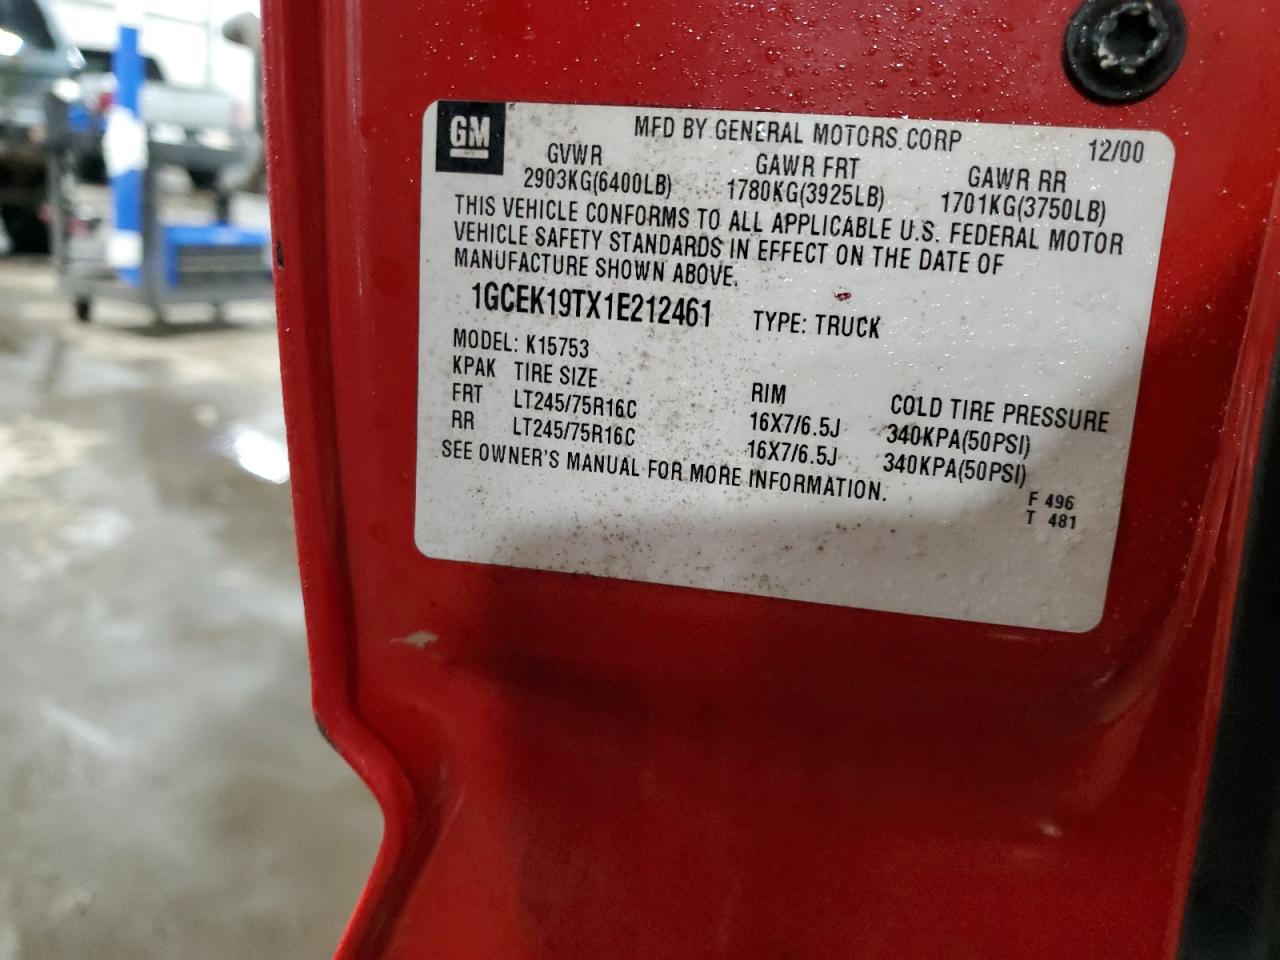 GM
MFD BY GENERAL MOTORS CORP 12/00
GVWR GAWR FRT GAWR RR
2903KG(6400LB) 1780KG(3925LB) 1701KG(3750LB)
THIS VEHICLE CONFORMS TO ALL APPLICABLE U.S. FEDERAL MOTOR
VEHICLE SAFETY STANDARDS IN EFFECT ON THE DATE OF
MANUFACTURE SHOWN ABOVE.
1GCEK19TX1E212461 TYPE: TRUCK
MODEL: K15753
KPAK TIRE SIZE RIM COLD TIRE PRESSURE
FRT LT245/75R16C 16X7/6.5J 340KPA(50PSI)
RR LT245/75R16C 16X7/6.5J 340KPA(50PSI)
SEE OWNER'S MANUAL FOR MORE INFORMATION.
F 496
T 481